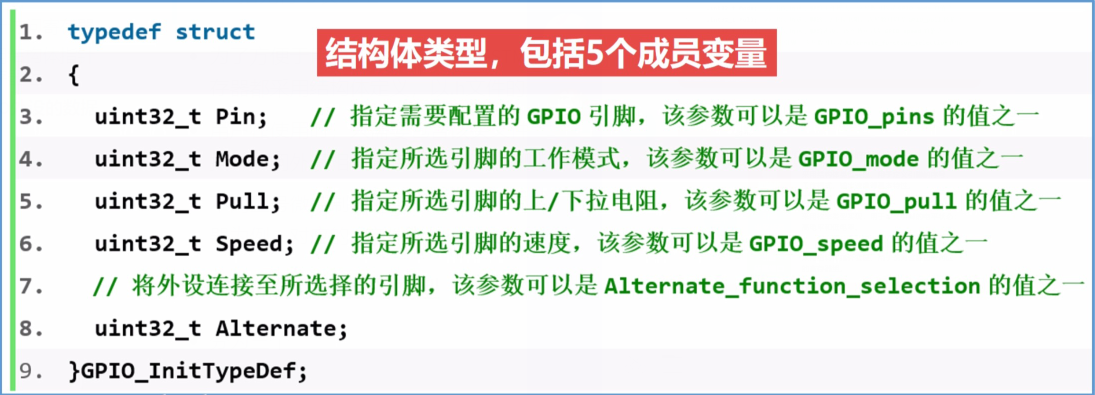 1. typedef struct
结构体类型，包括5个成员变量
2. {
3. uint32_t Pin; // 指定需要配置的 GPIO 引脚，该参数可以是 GPIO_pins 的值之一
4. uint32_t Mode; // 指定所选引脚的工作模式，该参数可以是 GPIO_mode 的值之一
5. uint32_t Pull; // 指定所选引脚的上/下拉电阻，该参数可以是 GPIO_pull 的值之一
6. uint32_t Speed; // 指定所选引脚的速度，该参数可以是 GPIO_speed 的值之一
7. // 将外设连接至所选择的引脚，该参数可以是 Alternate_function_selection 的值之一
8. uint32_t Alternate;
9. }GPIO_InitTypeDef;